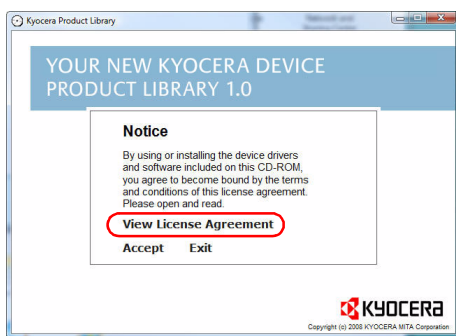 Kyocera Product Library
YOUR NEW KYOCERA DEVICE
PRODUCT LIBRARY 1.0
Notice
By using or installing the device drivers
and software included on this CD-ROM,
you agree to become bound by the terms
and conditions of this license agreement.
Please open and read.
View License Agreement
Accept Exit
KYOCERA
Copyright (c) 2008 KYOCERA MITA Corporation